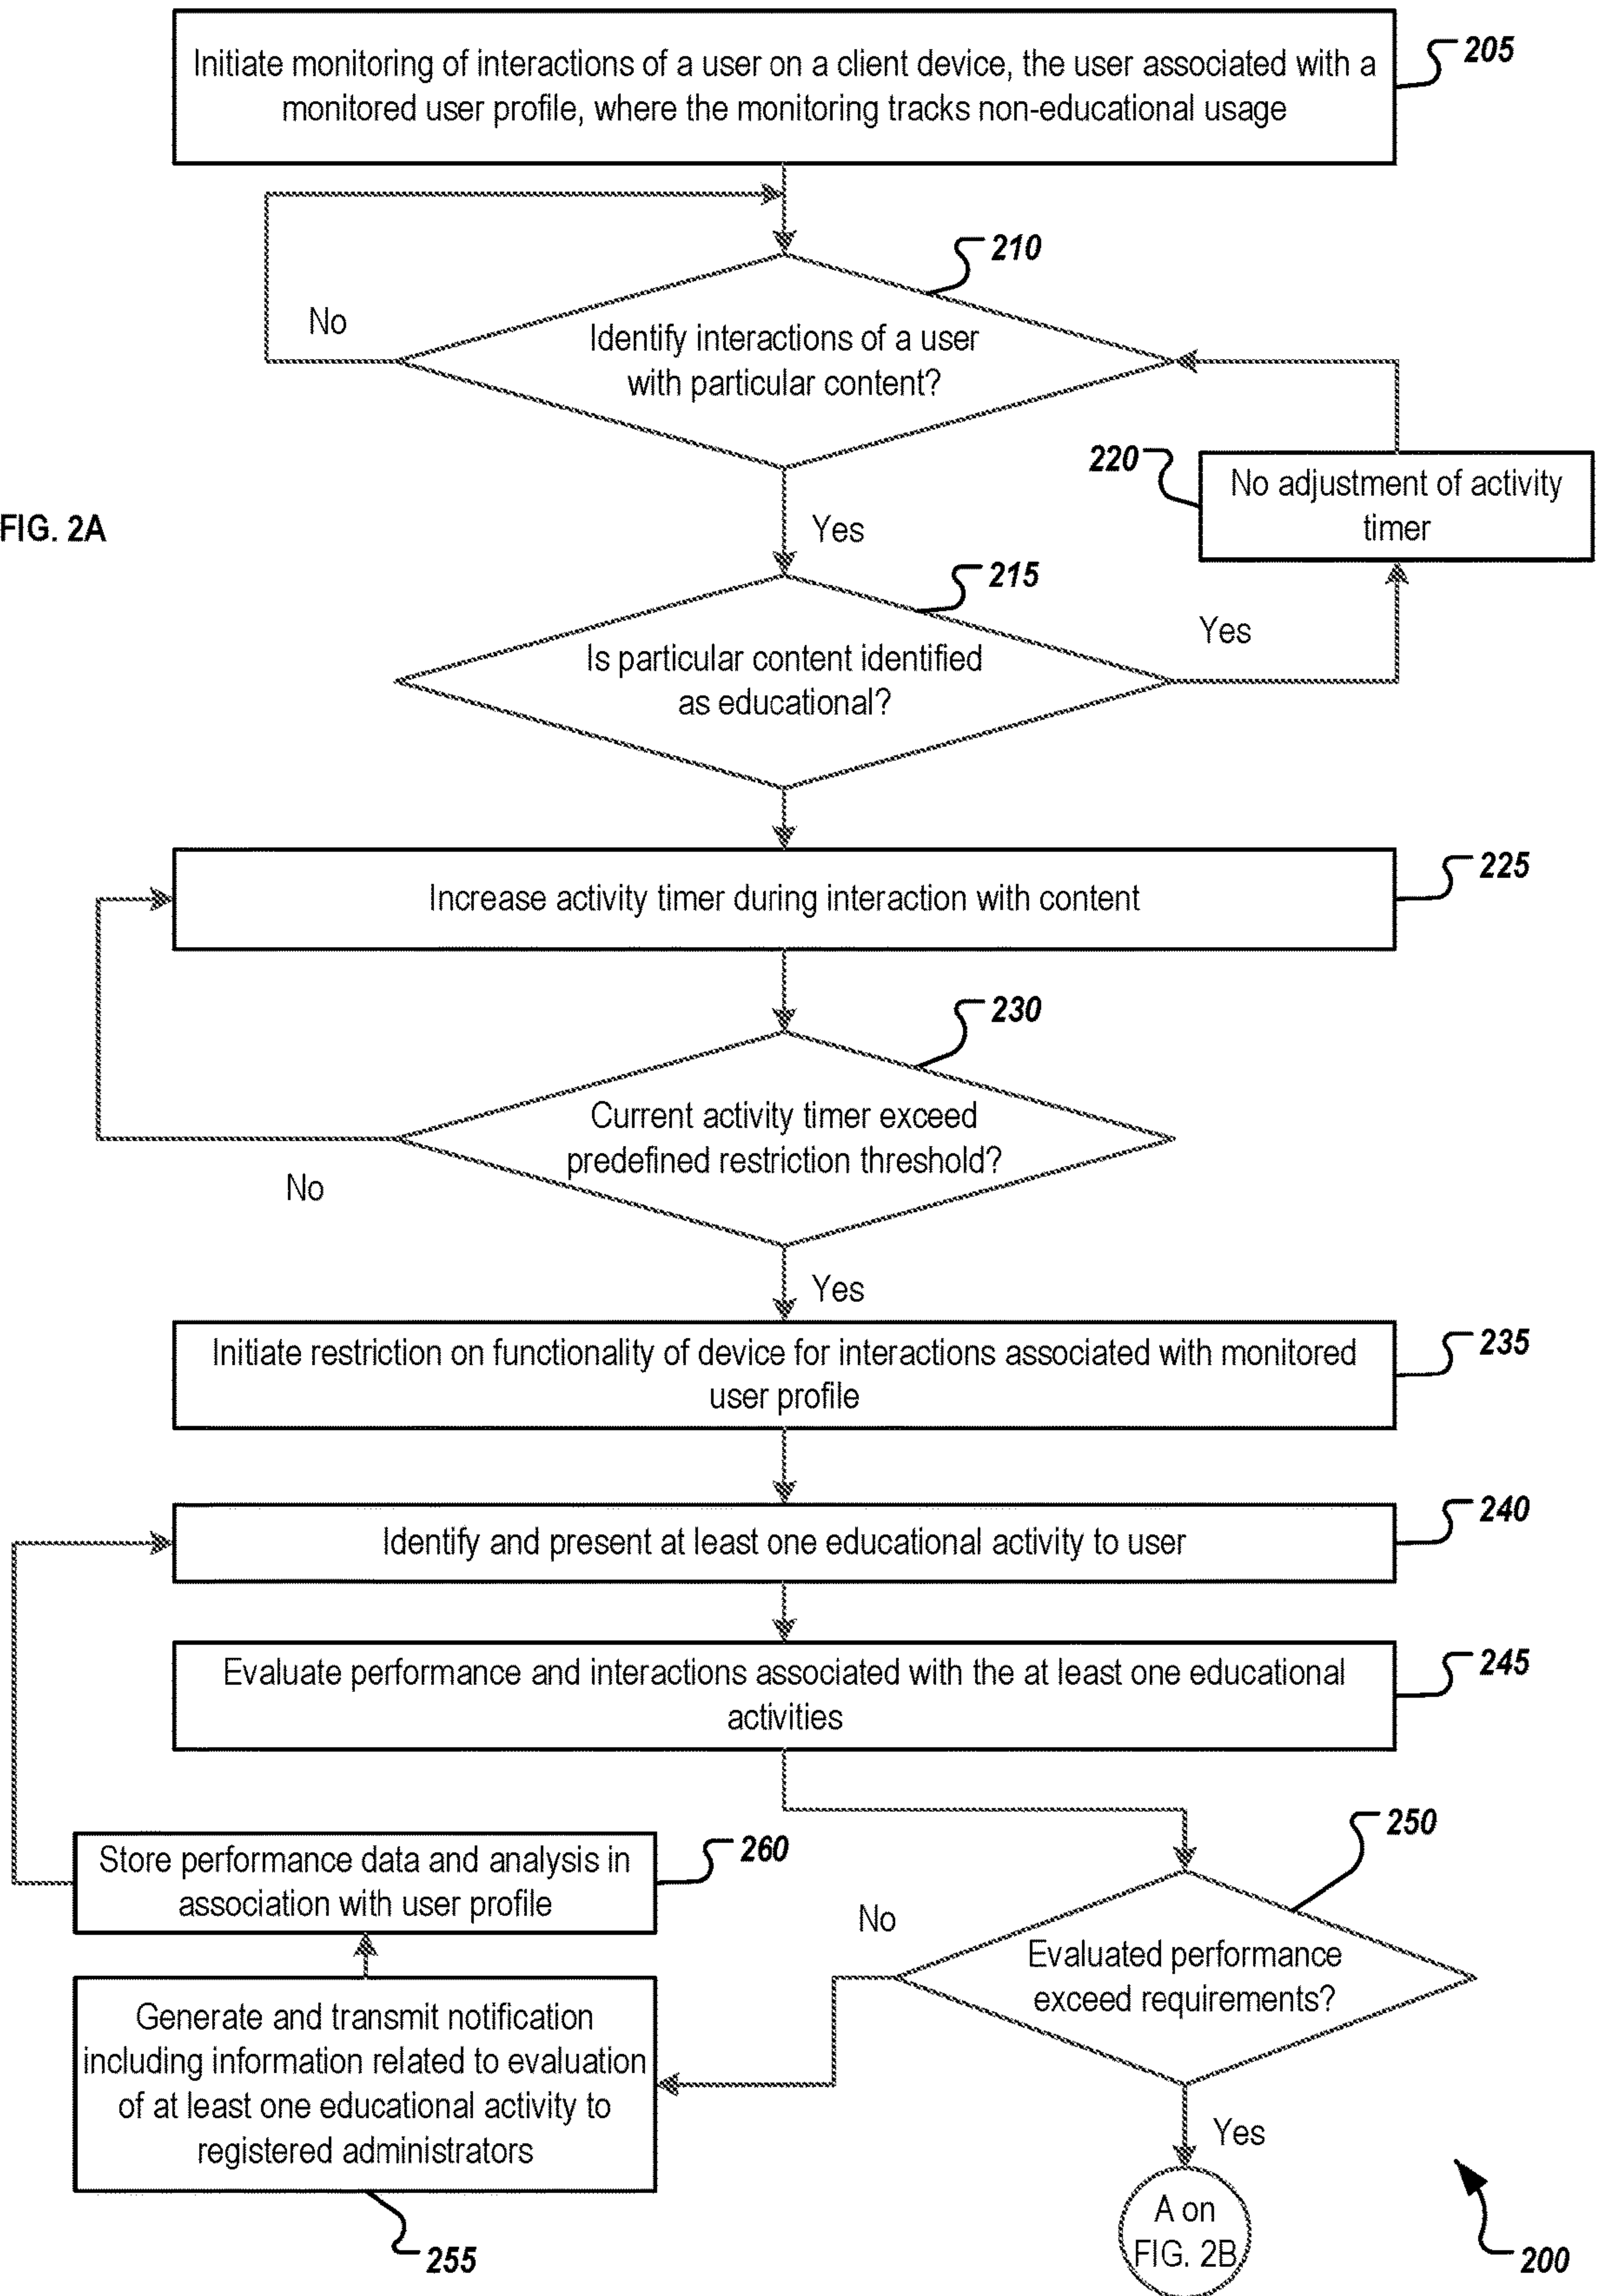 Initiate monitoring of interactions of a user on a client device, the user associated with a
monitored user profile, where the monitoring tracks non-educational usage
205
210
No
Identify interactions of a user
with particular content?
220
No adjustment of activity
timer
FIG. 2A
Yes
215
Yes
Is particular content identified
as educational?
225
Increase activity timer during interaction with content
230
Current activity timer exceed
predefined restriction threshold?
No
Yes
Initiate restriction on functionality of device for interactions associated with monitored
user profile
235
240
Identify and present at least one educational activity to user
Evaluate performance and interactions associated with the at least one educational
activities
245
250
Store performance data and analysis in
association with user profile
260
No
Evaluated performance
exceed requirements?
Generate and transmit notification
including information related to evaluation
of at least one educational activity to
registered administrators
Yes
A on
FIG. 2B
255
200